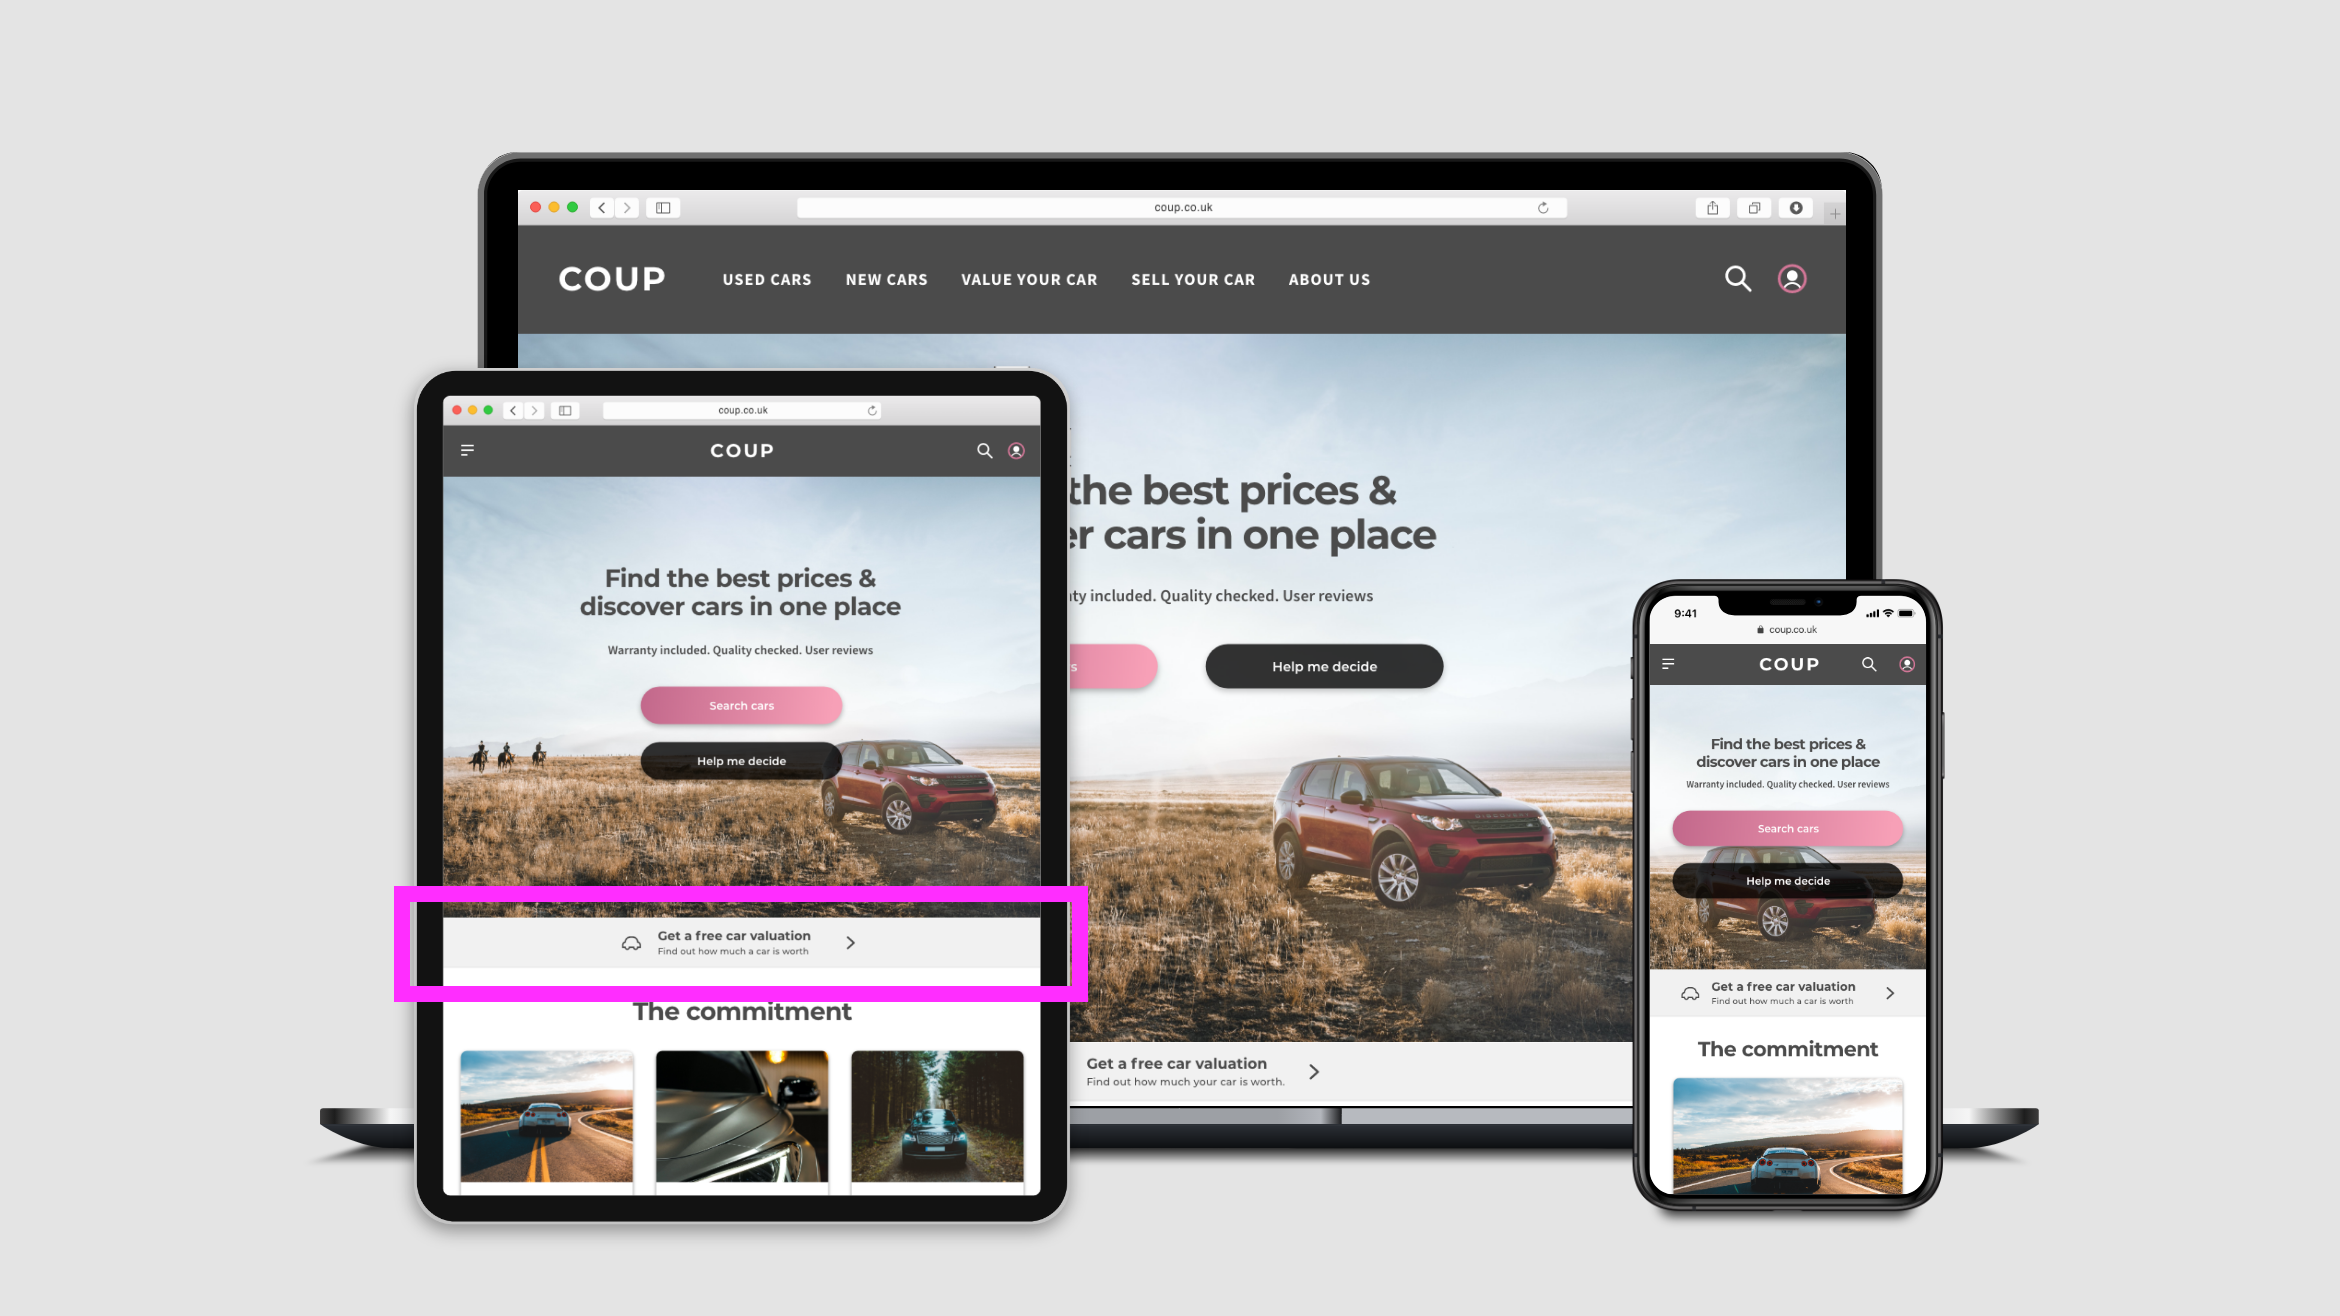 coup.co.uk
COUP
USED CARS
NEW CARS
VALUE YOUR CAR
SELL YOUR CAR
ABOUT US
the best prices &
cars in one place
included. Quality checked. User reviews
Help me decide
Get a free car valuation
Find out how much your car is worth.
coup.co.uk
COUP
Find the best prices &
discover cars in one place
Warranty included. Quality checked. User reviews
Search cars
Help me decide
Get a free car valuation
Find out how much a car is worth
The commitment
9:41
coup.co.uk
COUP
Find the best prices &
discover cars in one place
Warranty included. Quality checked. User reviews
Search cars
Help me decide
Get a free car valuation
Find out how much a car is worth
The commitment